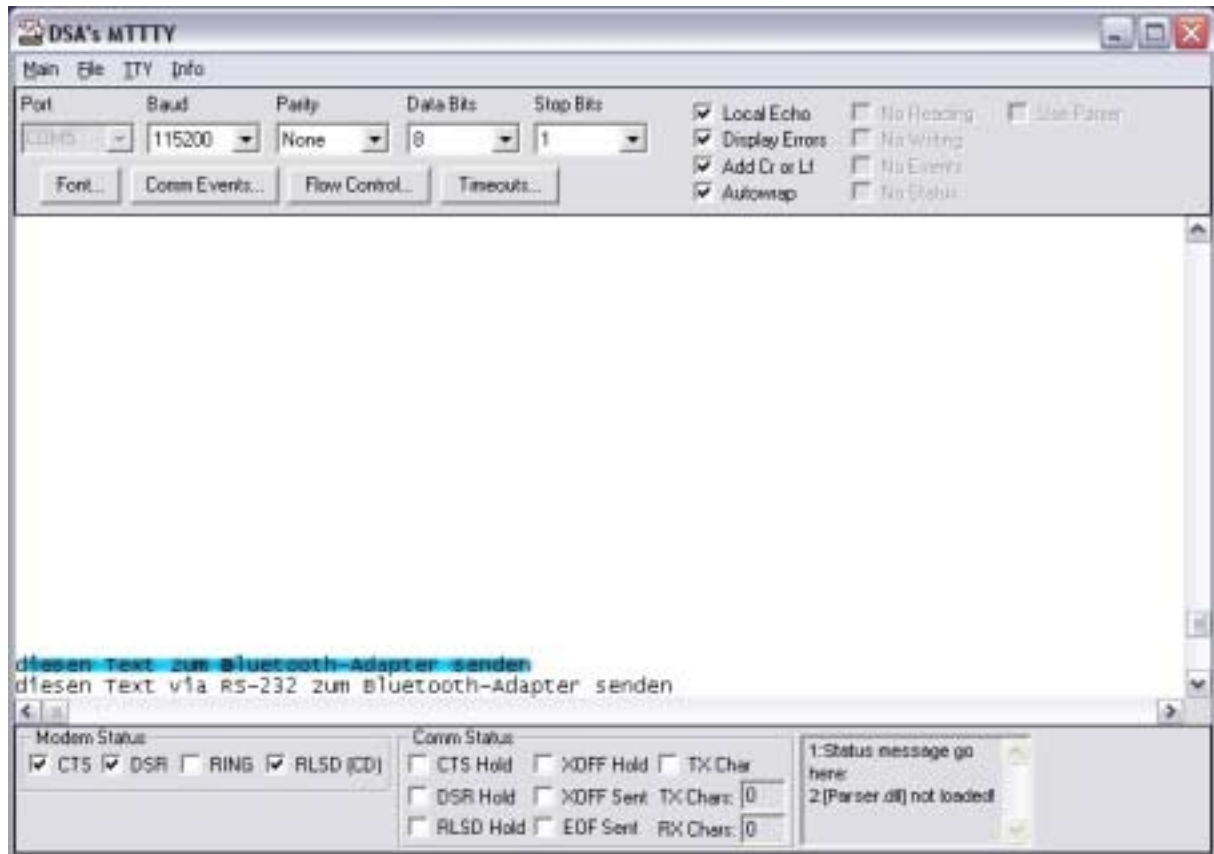 DSA's MTTTY
Main File TTY Info
Port Baud Parity Data Bits Stop Bits
COM5 115200 None 8 1
Font... Comm Events... Flow Control... Timeouts...
Local Echo No Reading Use Parser
Display Errors No Writing
Add Cr or Lf No Events
Autowrap No Status
diesen Text zum Bluetooth-Adapter senden
diesen Text via RS-232 zum Bluetooth-Adapter senden
Modem Status
CTS DSR RING RLSD (CD)
Comm Status
CTS Hold XOFF Hold TX Char
DSR Hold XOFF Sent TX Chars: 0
RLSD Hold EOF Sent RX Chars: 0
1:Status message go
here:
2:[Parser.dll] not loaded!